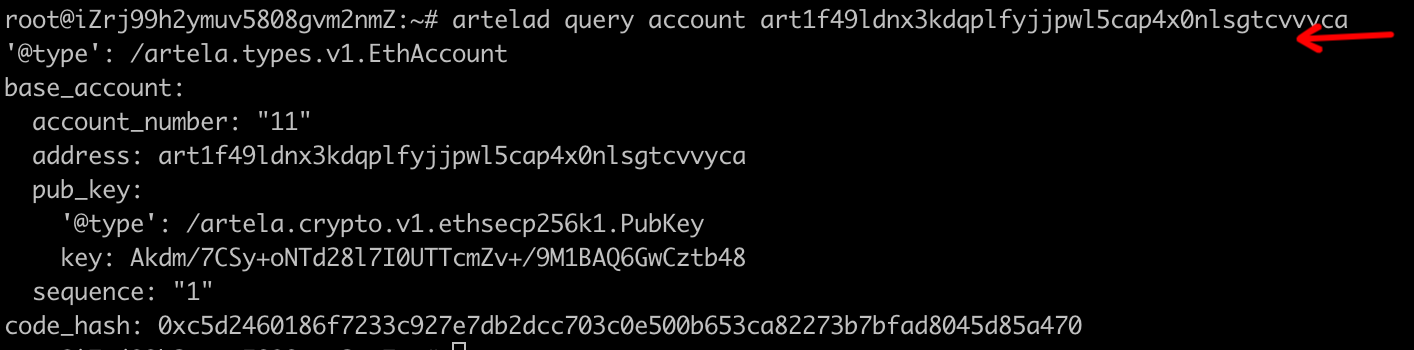 root@iZrj99h2ymuv5808gvm2nmZ:~# artelad query account art1f49ldnx3kdqplfyjjpwl5cap4x0nlsgtcvvyca
'@type': /artela.types.v1.EthAccount
base_account:
  account_number: "11"
  address: art1f49ldnx3kdqplfyjjpwl5cap4x0nlsgtcvvyca
  pub_key:
    '@type': /artela.crypto.v1.ethsecp256k1.PubKey
    key: Akdm/7CSy+oNTd28l7I0UTTcmZv+/9M1BAQ6GwCztb48
  sequence: "1"
code_hash: 0xc5d2460186f7233c927e7db2dcc703c0e500b653ca82273b7bfad8045d85a470